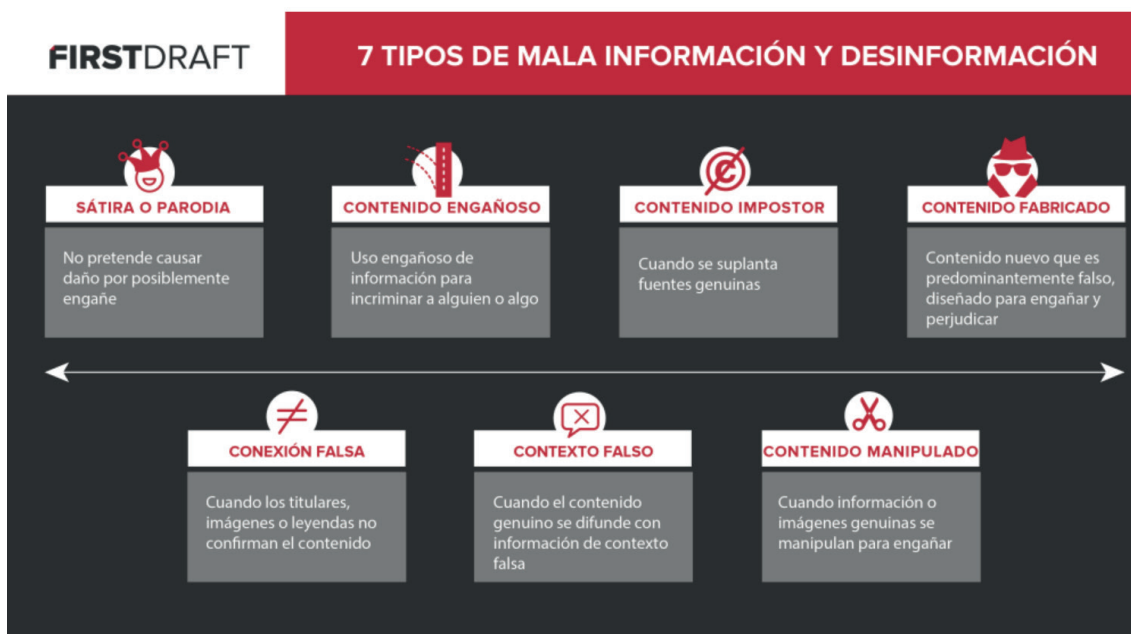 FIRSTDRAFT
7 TIPOS DE MALA INFORMACIÓN Y DESINFORMACIÓN
SÁTIRA O PARODIA
No pretende causar
daño por posiblemente
engañe
CONTENIDO ENGAÑOSO
Uso engañoso de
información para
incriminar a alguien o algo
CONTENIDO IMPOSTOR
Cuando se suplanta
fuentes genuinas
CONTENIDO FABRICADO
Contenido nuevo que es
predominantemente falso,
diseñado para engañar y
perjudicar
CONEXIÓN FALSA
Cuando los titulares,
imágenes o leyendas no
confirman el contenido
CONTEXTO FALSO
Cuando el contenido
genuino se difunde con
información de contexto
falsa
CONTENIDO MANIPULADO
Cuando información o
imágenes genuinas se
manipulan para engañar